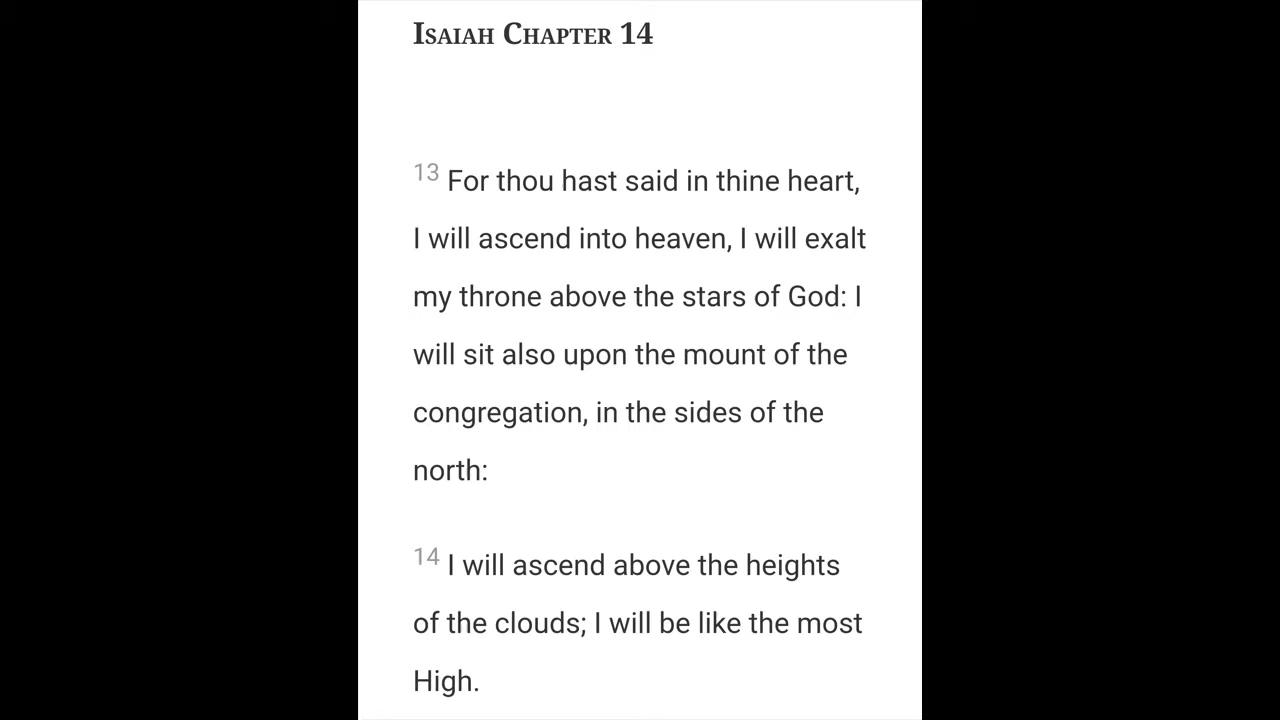 Isaiah Chapter 14
13 For thou hast said in thine heart,
I will ascend into heaven, I will exalt
my throne above the stars of God: I
will sit also upon the mount of the
congregation, in the sides of the
north:
14 I will ascend above the heights
of the clouds; I will be like the most
High.